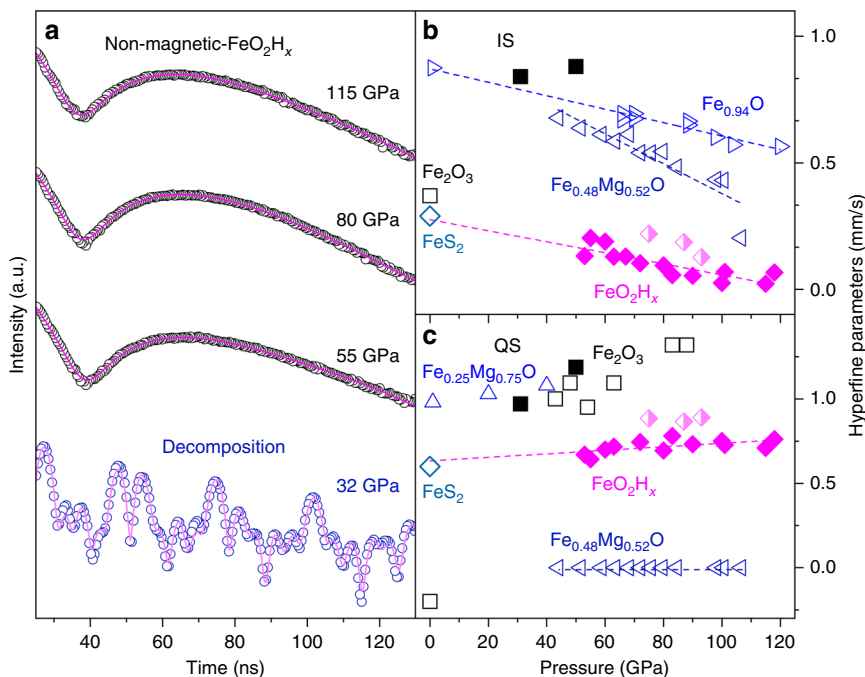 a
Non-magnetic-FeO₂Hₓ
115 GPa
80 GPa
55 GPa
Decomposition
32 GPa
Intensity (a.u.)
40 60 80 100 120
Time (ns)
b
IS
Fe₀.₉₄O
Fe₂O₃
Fe₀.₄₈Mg₀.₅₂O
FeS₂
FeO₂Hₓ
1.0
0.5
0.0
c
QS
Fe₂O₃
Fe₀.₂₅Mg₀.₇₅O
FeS₂
FeO₂Hₓ
Fe₀.₄₈Mg₀.₅₂O
1.0
0.5
0.0
0 20 40 60 80 100 120
Pressure (GPa)
Hyperfine parameters (mm/s)